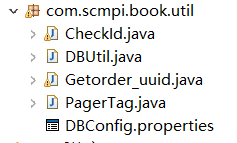 com.scmpi.book.util
CheckId.java
DBUtil.java
Getorder_uuid.java
PagerTag.java
DBConfig.properties